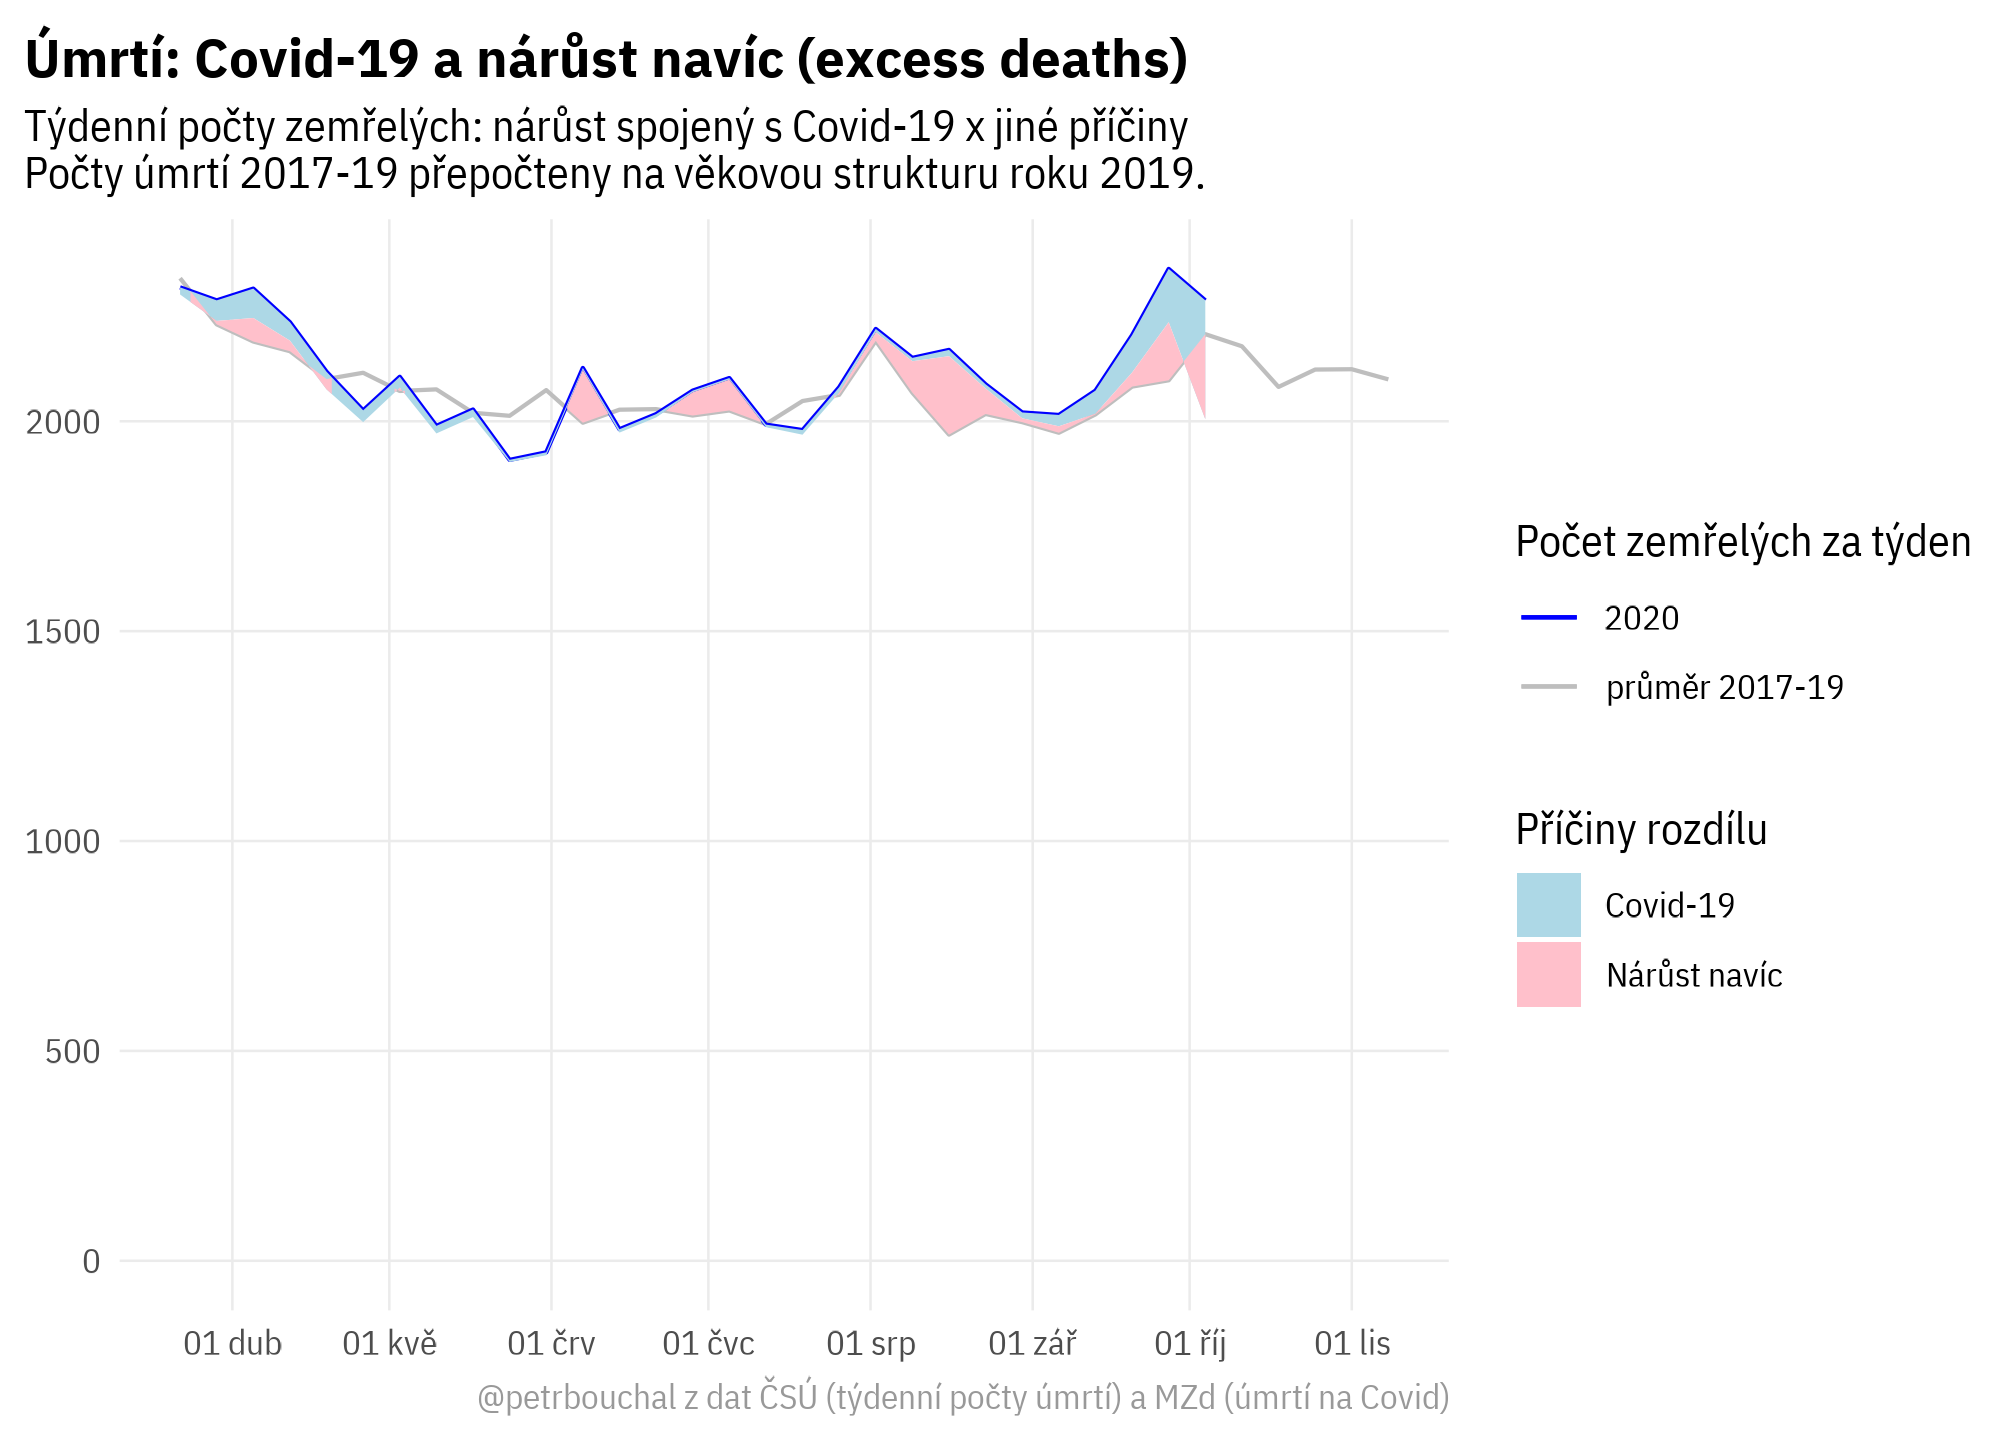 Úmrtí: Covid-19 a nárůst navíc (excess deaths)
Týdenní počty zemřelých: nárůst spojený s Covid-19 x jiné příčiny
Počty úmrtí 2017-19 přepočteny na věkovou strukturu roku 2019.
2000
1500
1000
500
0
01 dub
01 kvě
01 črv
01 čvc
01 srp
01 zář
01 říj
01 lis
Počet zemřelých za týden
2020
průměr 2017-19
Příčiny rozdílu
Covid-19
Nárůst navíc
@petrbouchal z dat ČSÚ (týdenní počty úmrtí) a MZd (úmrtí na Covid)